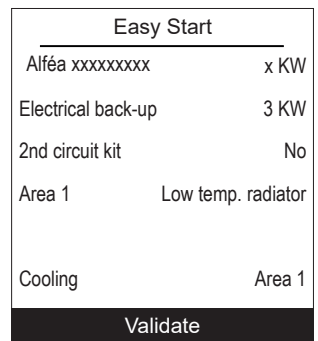 Easy Start
Alféa xxxxxxxxx x KW
Electrical back-up 3 KW
2nd circuit kit No
Area 1 Low temp. radiator
Cooling Area 1
Validate